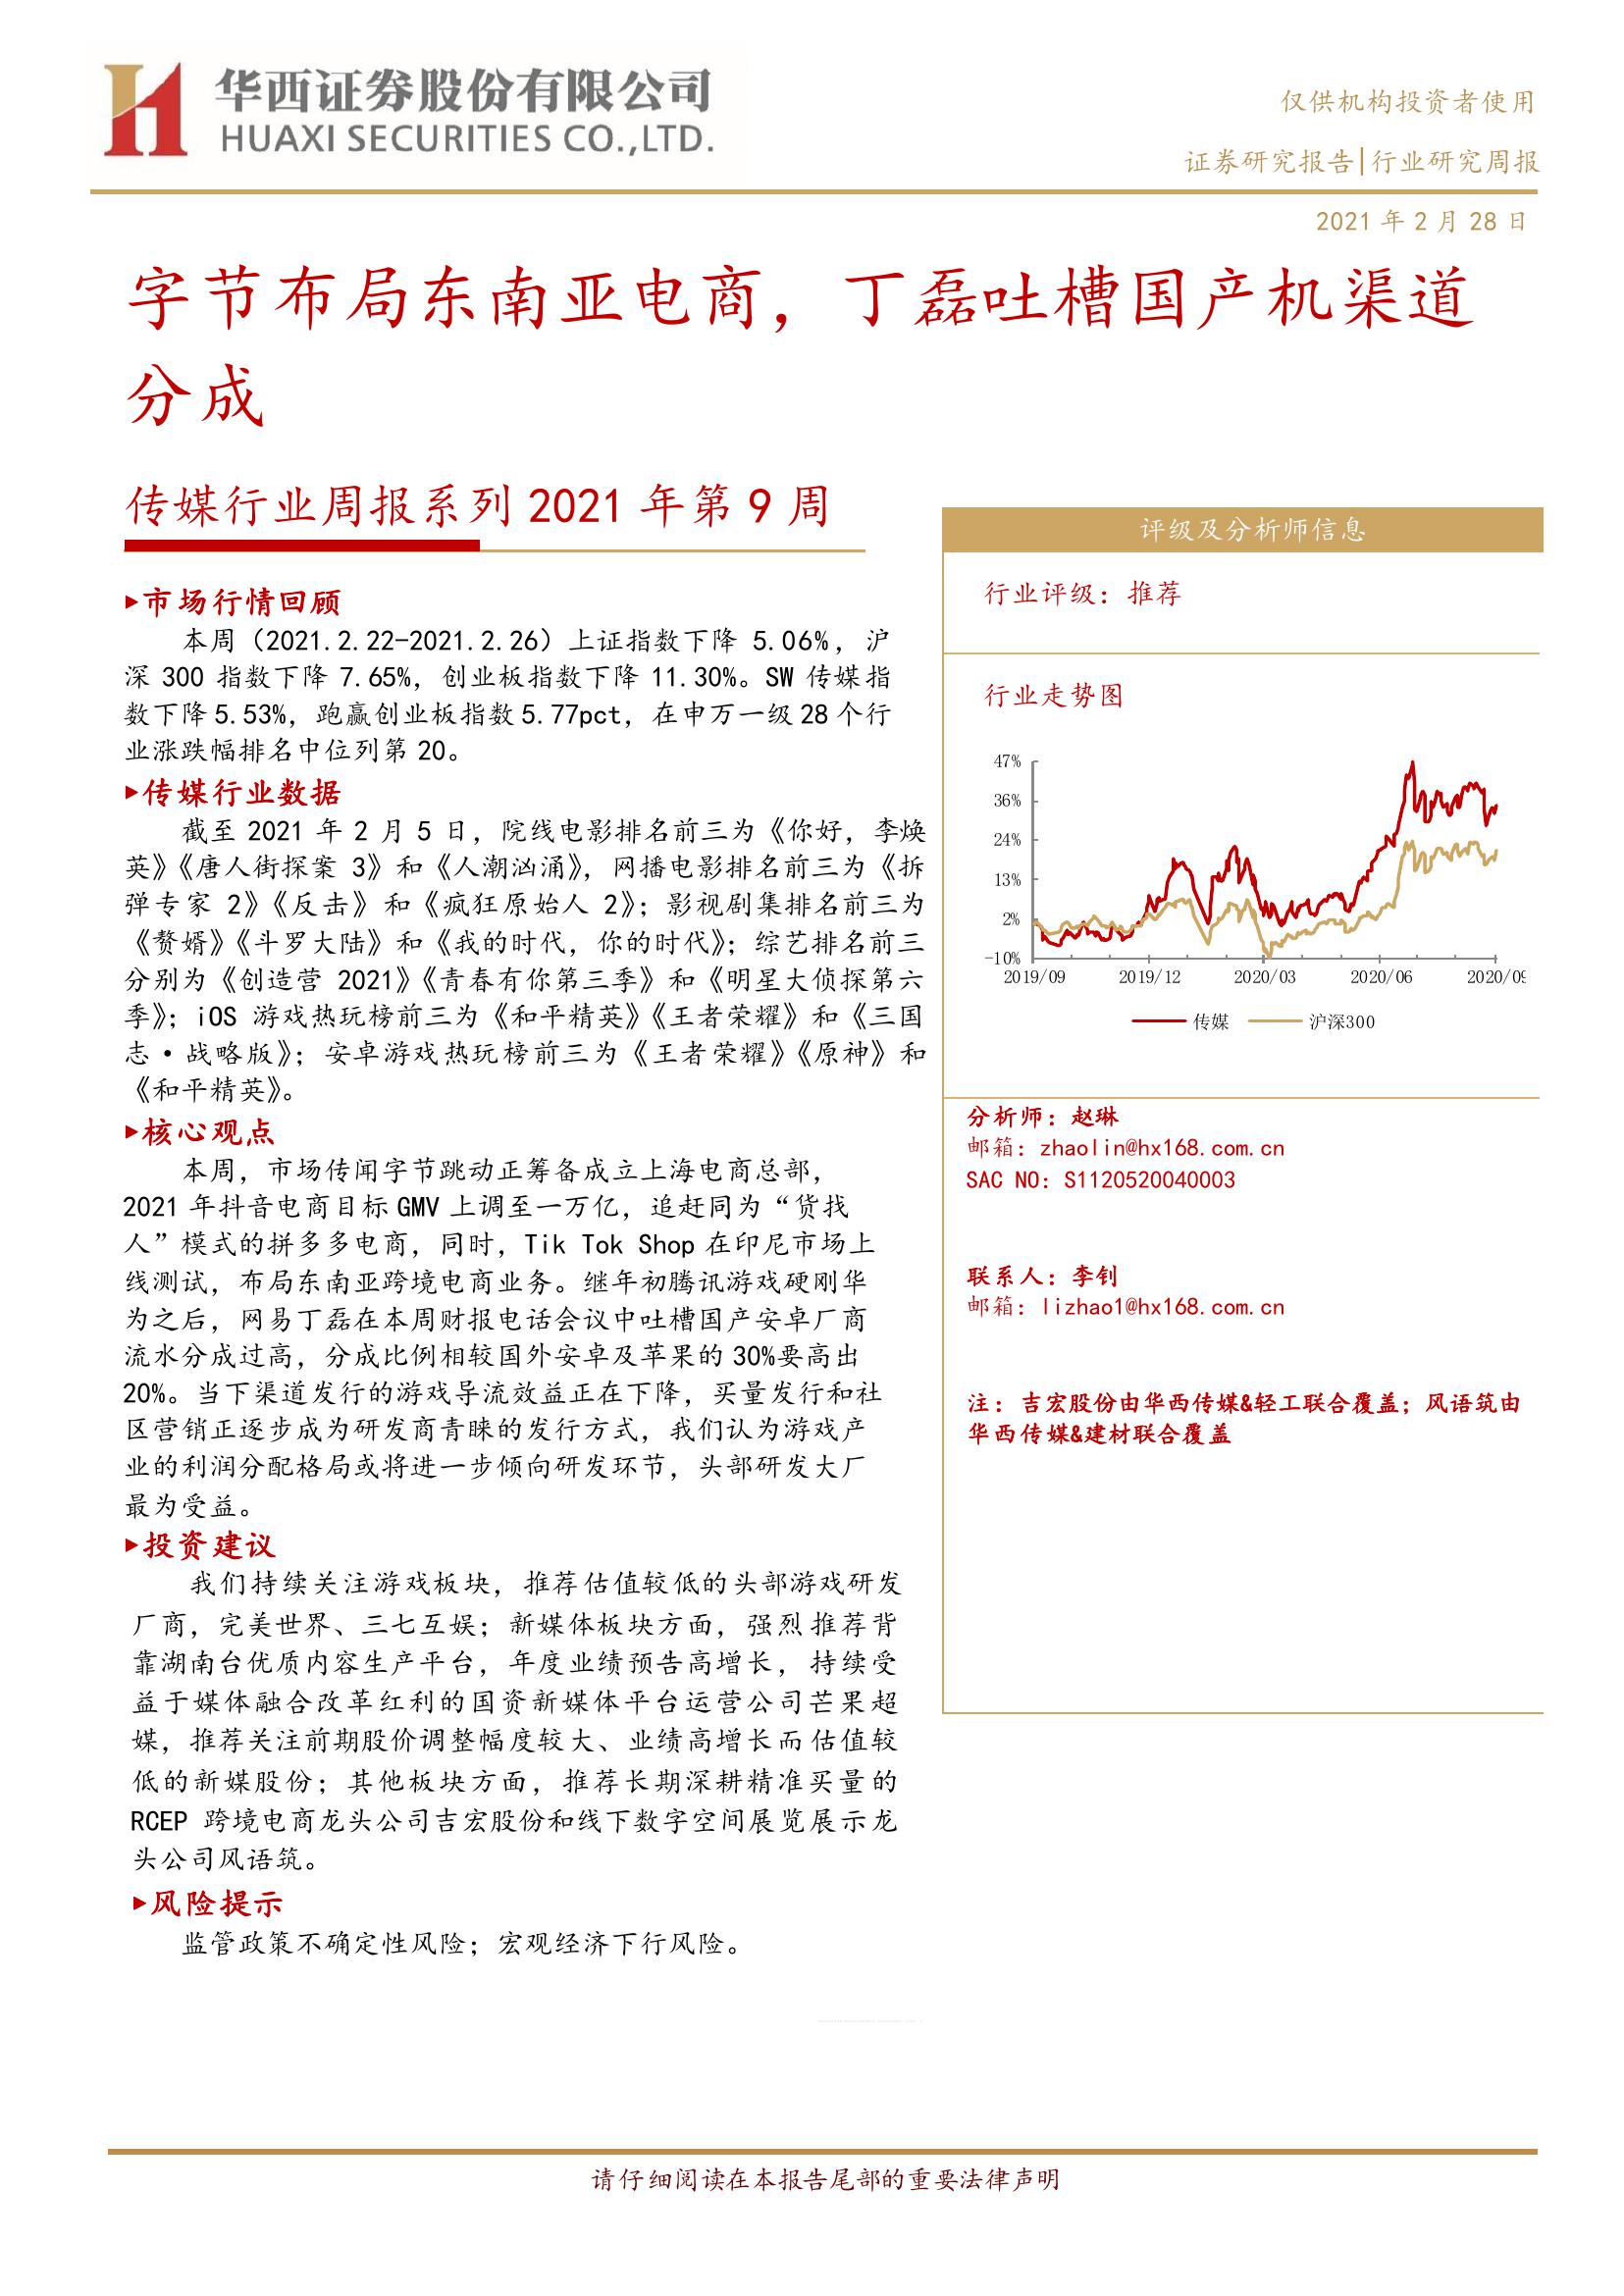 华西证券股份有限公司
HUAXI SECURITIES CO.,LTD.
仅供机构投资者使用
证券研究报告|行业研究周报
2021 年 2 月 28 日
字节布局东南亚电商，丁磊吐槽国产机渠道
分成
传媒行业周报系列 2021 年第 9 周
▸市场行情回顾
本周（2021.2.22-2021.2.26）上证指数下降 5.06%，沪
深 300 指数下降 7.65%，创业板指数下降 11.30%。SW 传媒指
数下降 5.53%，跑赢创业板指数 5.77pct，在申万一级 28 个行
业涨跌幅排名中位列第 20。
▸传媒行业数据
截至 2021 年 2 月 5 日，院线电影排名前三为《你好，李焕
英》《唐人街探案 3》和《人潮汹涌》，网播电影排名前三为《拆
弹专家 2》《反击》和《疯狂原始人 2》；影视剧集排名前三为
《赘婿》《斗罗大陆》和《我的时代，你的时代》；综艺排名前三
分别为《创造营 2021》《青春有你第三季》和《明星大侦探第六
季》；iOS 游戏热玩榜前三为《和平精英》《王者荣耀》和《三国
志·战略版》；安卓游戏热玩榜前三为《王者荣耀》《原神》和
《和平精英》。
▸核心观点
本周，市场传闻字节跳动正筹备成立上海电商总部，
2021 年抖音电商目标 GMV 上调至一万亿，追赶同为“货找
人”模式的拼多多电商，同时，Tik Tok Shop 在印尼市场上
线测试，布局东南亚跨境电商业务。继年初腾讯游戏硬刚华
为之后，网易丁磊在本周财报电话会议中吐槽国产安卓厂商
流水分成过高，分成比例相较国外安卓及苹果的 30%要高出
20%。当下渠道发行的游戏导流效益正在下降，买量发行和社
区营销正逐步成为研发商青睐的发行方式，我们认为游戏产
业的利润分配格局或将进一步倾向研发环节，头部研发大厂
最为受益。
▸投资建议
我们持续关注游戏板块，推荐估值较低的头部游戏研发
厂商，完美世界、三七互娱；新媒体板块方面，强烈推荐背
靠湖南台优质内容生产平台，年度业绩预告高增长，持续受
益于媒体融合改革红利的国资新媒体平台运营公司芒果超
媒，推荐关注前期股价调整幅度较大、业绩高增长而估值较
低的新媒股份；其他板块方面，推荐长期深耕精准买量的
RCEP 跨境电商龙头公司吉宏股份和线下数字空间展览展示龙
头公司风语筑。
▸风险提示
监管政策不确定性风险；宏观经济下行风险。
评级及分析师信息
行业评级：推荐
行业走势图
47%
36%
24%
13%
2%
-10%
2019/09 2019/12 2020/03 2020/06 2020/09
传媒 沪深300
分析师：赵琳
邮箱：zhaolin@hx168.com.cn
SAC NO：S1120520040003
联系人：李钊
邮箱：lizhao1@hx168.com.cn
注：吉宏股份由华西传媒&轻工联合覆盖；风语筑由
华西传媒&建材联合覆盖
请仔细阅读在本报告尾部的重要法律声明